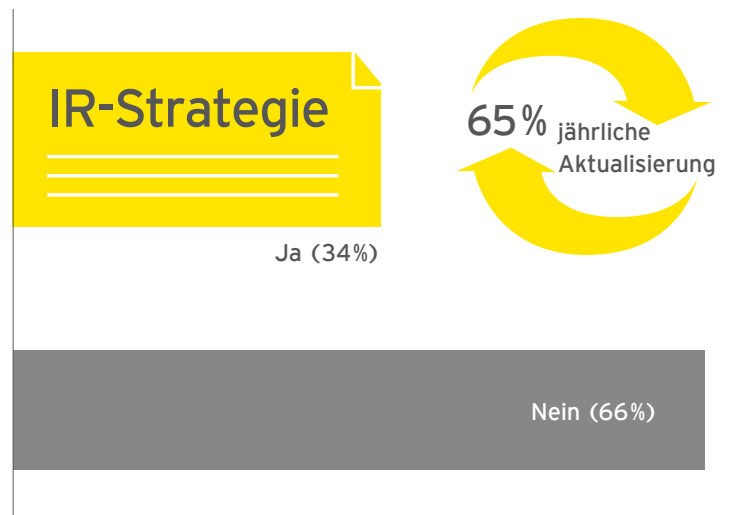 IR-Strategie
65% jährliche
Aktualisierung
Ja (34%)
Nein (66%)